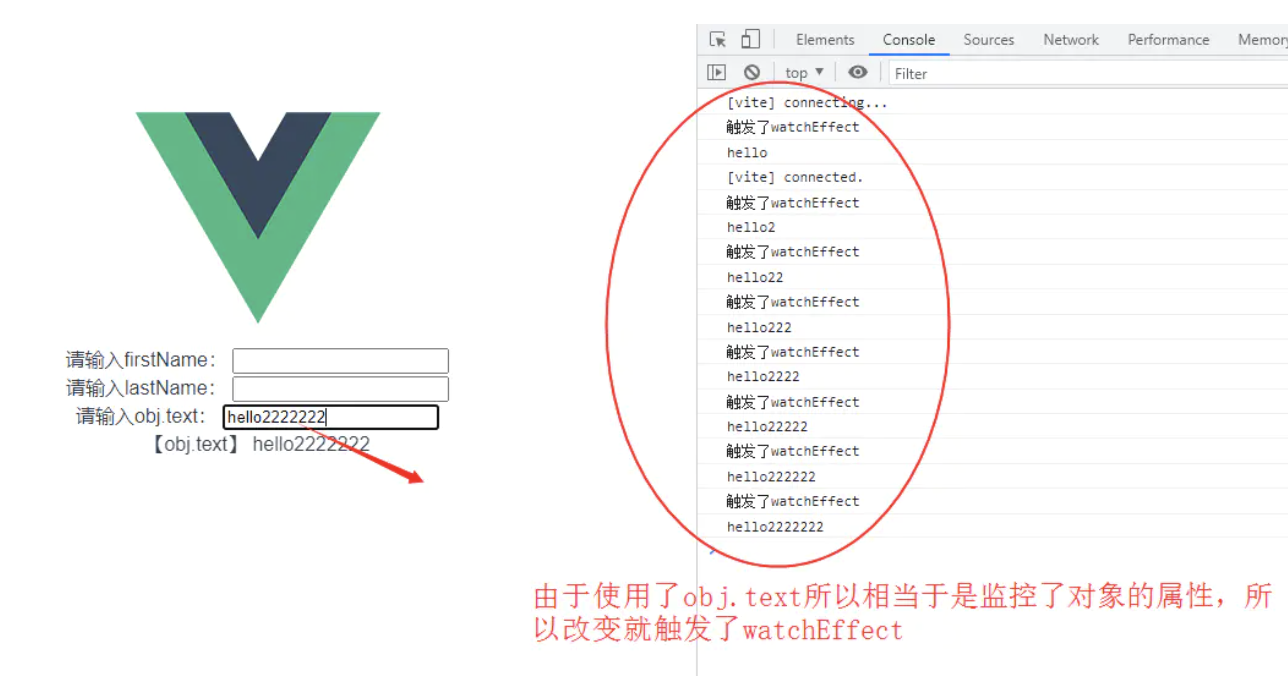 请输入firstName：
请输入lastName：
请输入obj.text： hello2222222
【obj.text】 hello2222222
Elements Console Sources Network Performance Memory
top Filter
[vite] connecting...
触发了watchEffect
hello
[vite] connected.
触发了watchEffect
hello2
触发了watchEffect
hello22
触发了watchEffect
hello222
触发了watchEffect
hello2222
触发了watchEffect
hello22222
触发了watchEffect
hello222222
触发了watchEffect
hello2222222
由于使用了obj.text所以相当于是监控了对象的属性，所
以改变就触发了watchEffect